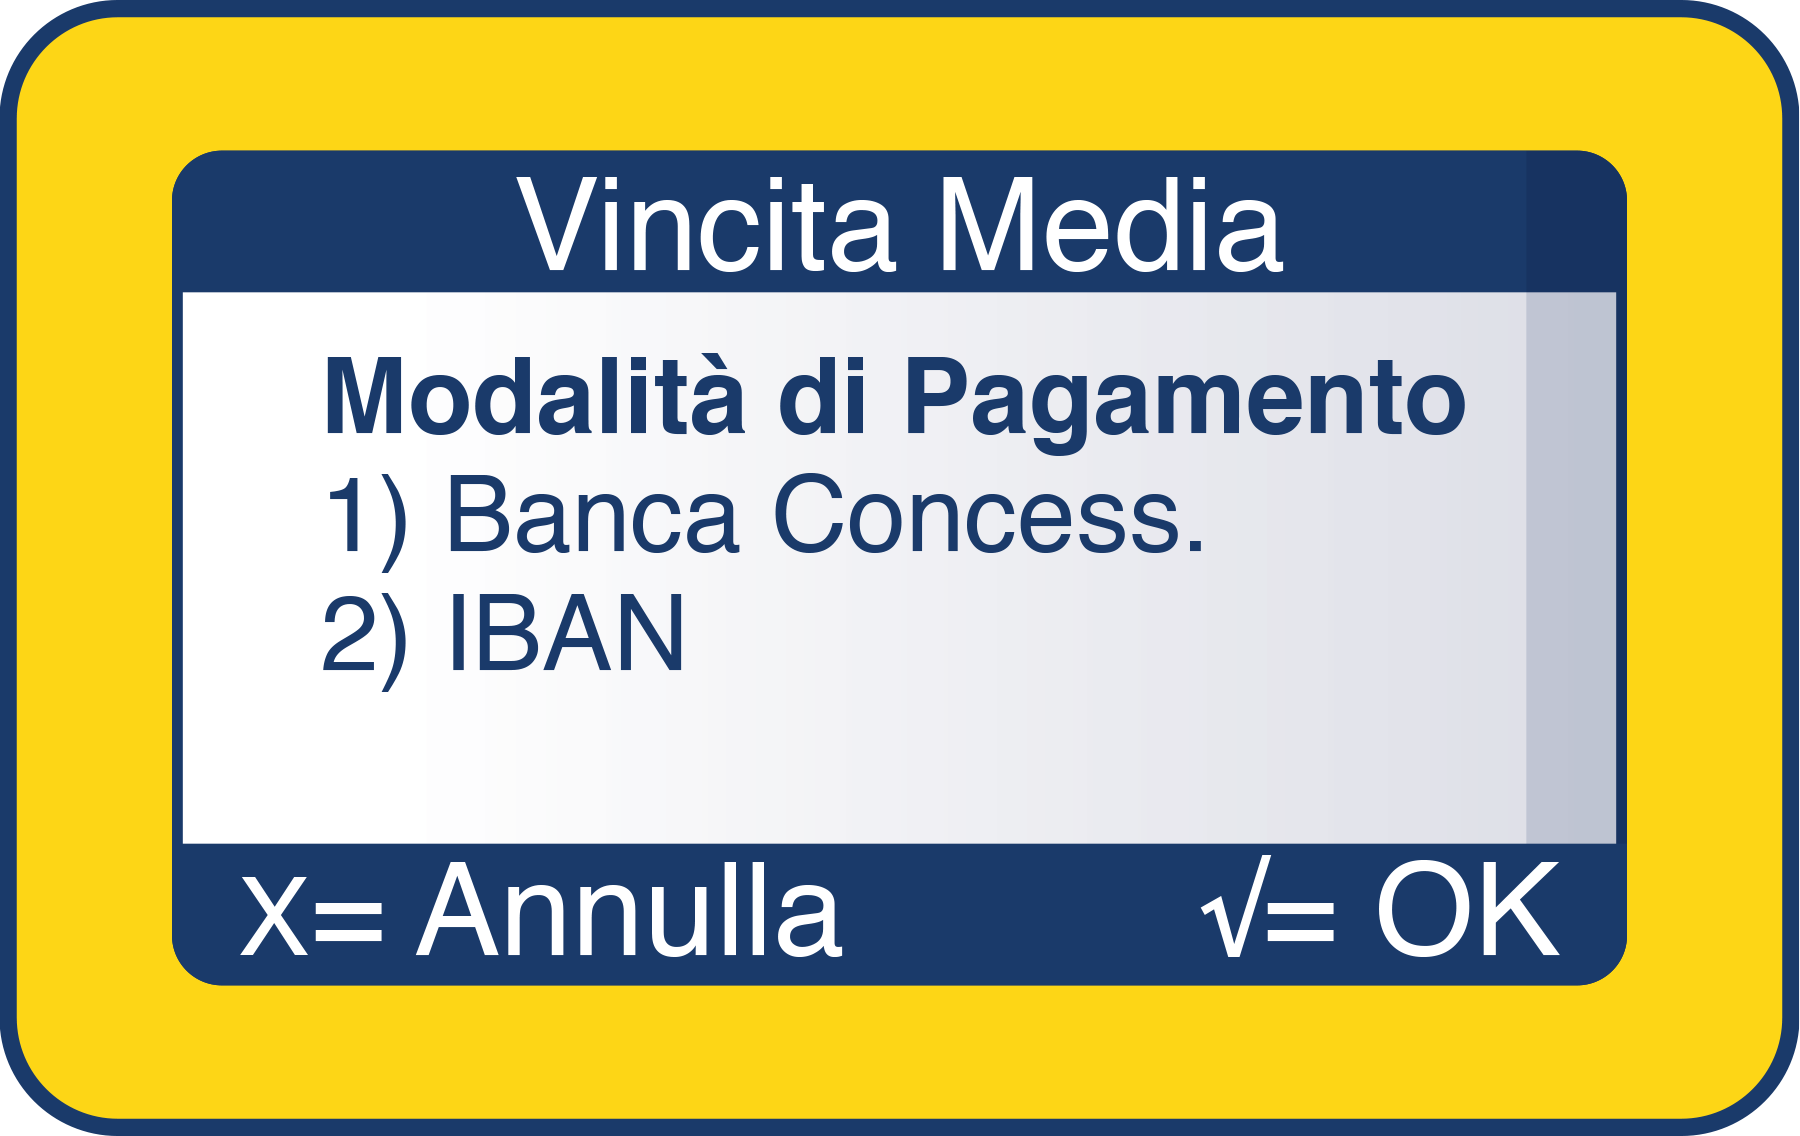 Vincita Media
Modalità di Pagamento
1) Banca Concess.
2) IBAN
x= Annulla
√= OK